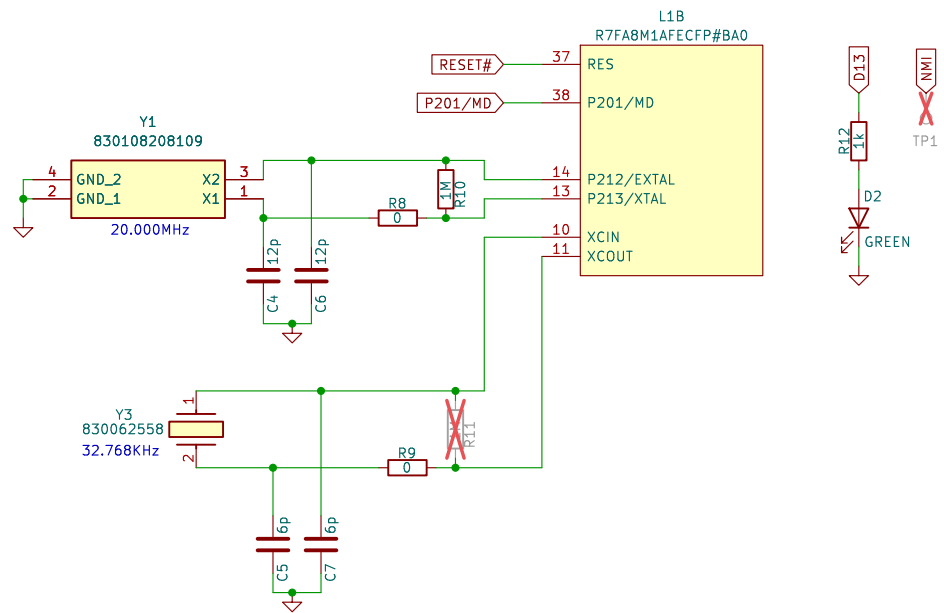 L1B
R7FA8M1AFECFP#BA0
RESET#
37
RES
P201/MD
38
P201/MD
14
P212/EXTAL
13
P213/XTAL
10
XCIN
11
XCOUT
D13
R12
1k
D2
GREEN
NMI
TP1
Y1
830108208109
4
GND_2
X2
3
2
GND_1
X1
1
20.000MHz
R8
0
1M
R10
12p
C4
12p
C6
Y3
830062558
32.768KHz
1
2
R9
0
R11
6p
C5
6p
C7